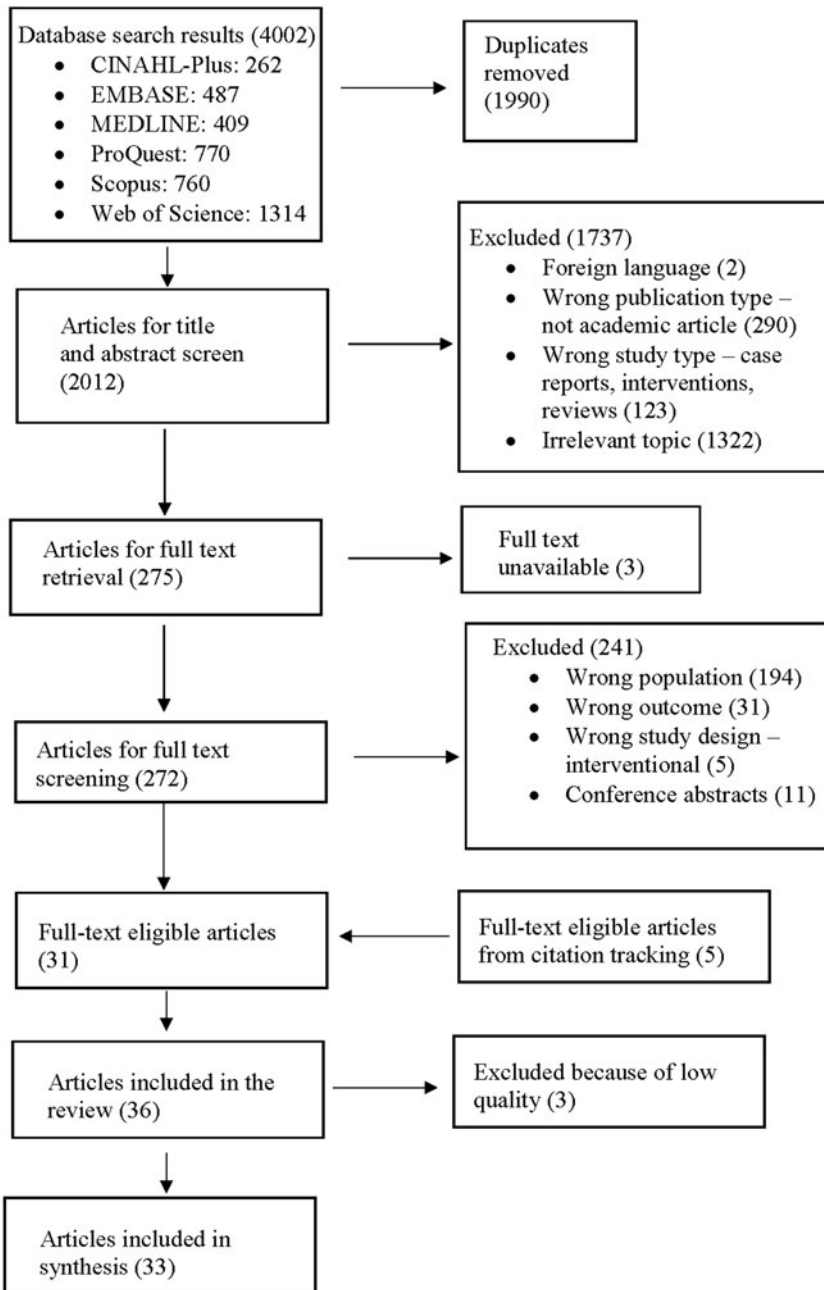 Database search results (4002)
• CINAHL-Plus: 262
• EMBASE: 487
• MEDLINE: 409
• ProQuest: 770
• Scopus: 760
• Web of Science: 1314
Duplicates
removed
(1990)
Articles for title
and abstract screen
(2012)
Excluded (1737)
• Foreign language (2)
• Wrong publication type –
not academic article (290)
• Wrong study type – case
reports, interventions,
reviews (123)
• Irrelevant topic (1322)
Articles for full text
retrieval (275)
Full text
unavailable (3)
Articles for full text
screening (272)
Excluded (241)
• Wrong population (194)
• Wrong outcome (31)
• Wrong study design –
interventional (5)
• Conference abstracts (11)
Full-text eligible articles
(31)
Full-text eligible articles
from citation tracking (5)
Articles included in the
review (36)
Excluded because of low
quality (3)
Articles included in
synthesis (33)